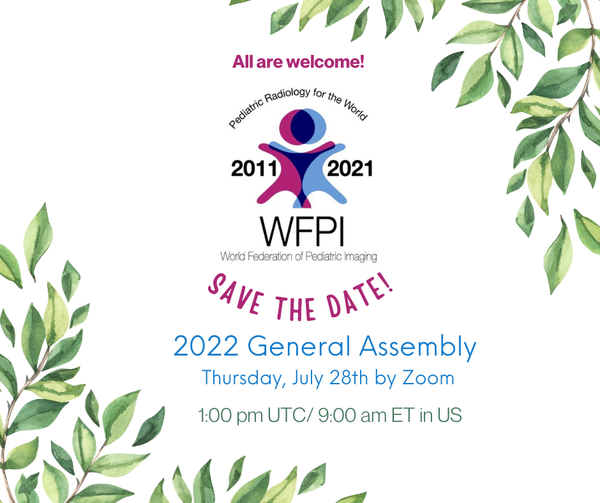 All are welcome!
Pediatric Radiology for the World
2011 2021
WFPI
World Federation of Pediatric Imaging
SAVE THE DATE!
2022 General Assembly
Thursday, July 28th by Zoom
1:00 pm UTC/ 9:00 am ET in US